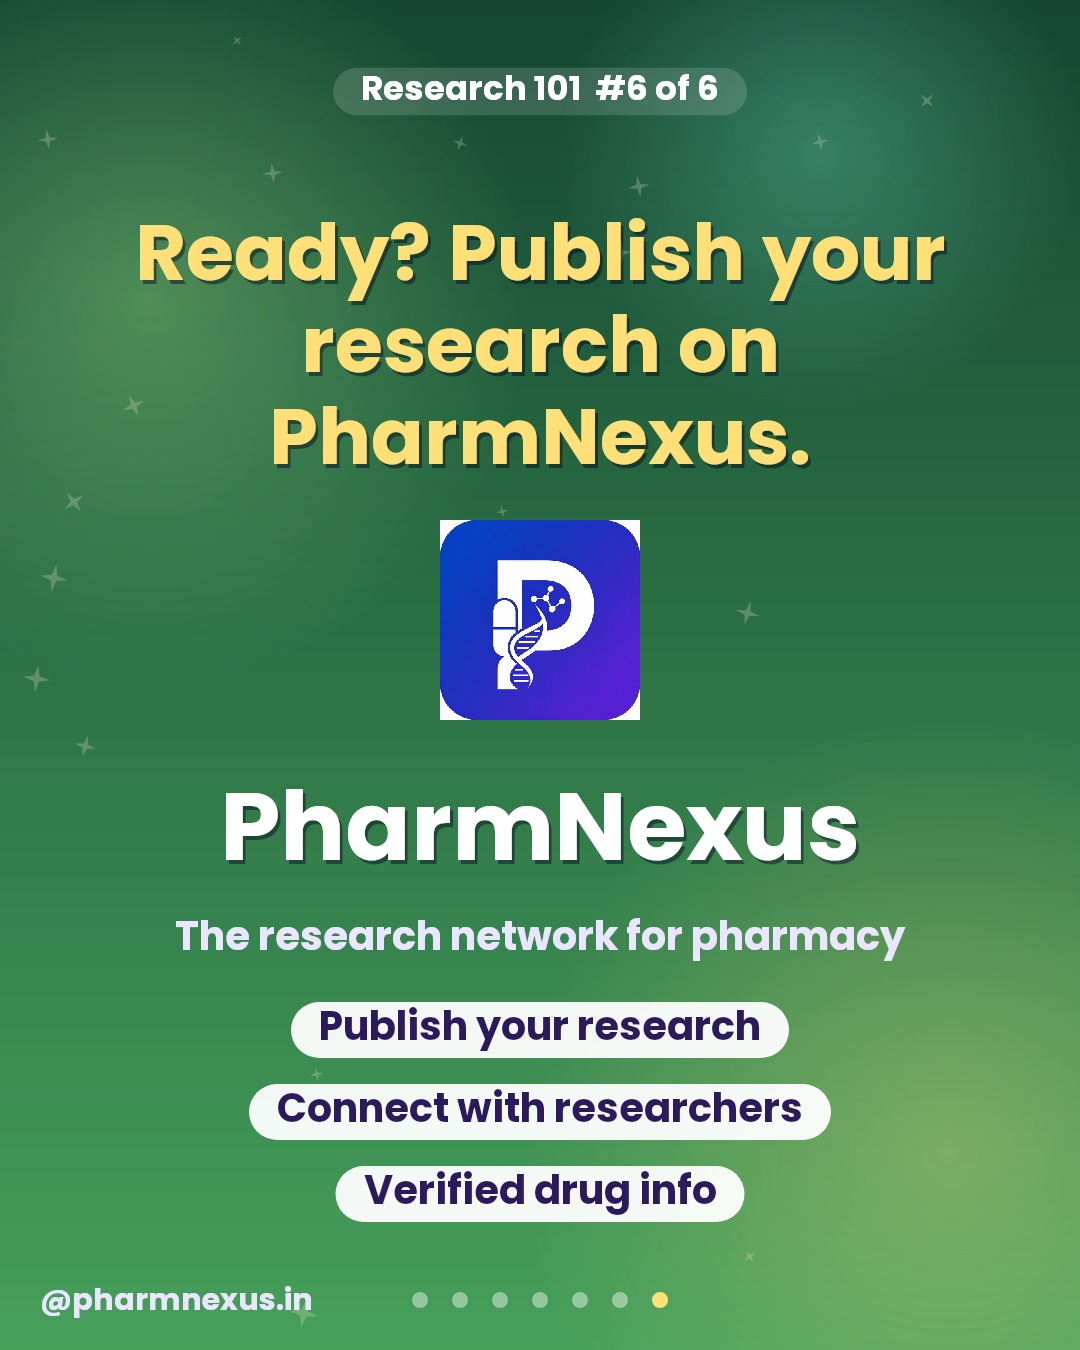 Research 101 #6 of 6
Ready? Publish your
research on
PharmNexus.
P
PharmNexus
The research network for pharmacy
Publish your research
Connect with researchers
Verified drug info
@pharmnexus.in